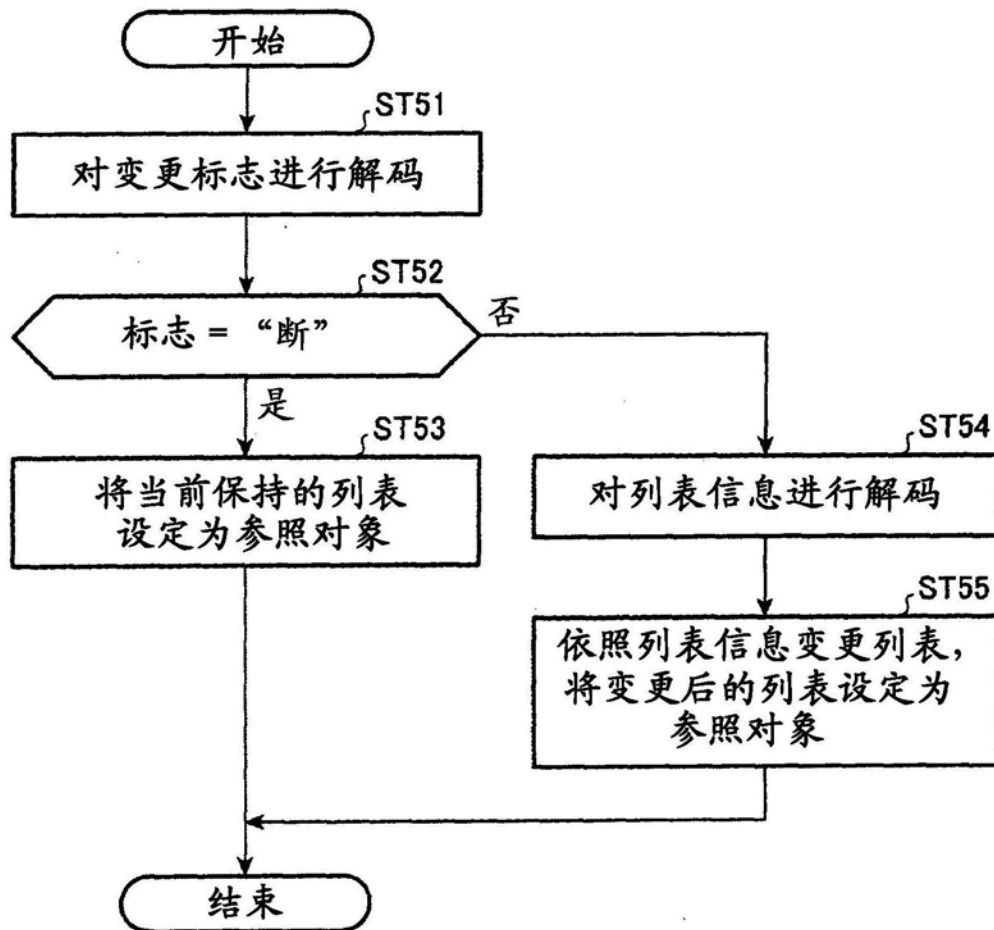 开始
ST51
对变更标志进行解码
ST52
标志 = “断”
否
是
ST53
将当前保持的列表
设定为参照对象
ST54
对列表信息进行解码
ST55
依照列表信息变更列表,
将变更后的列表设定为
参照对象
结束